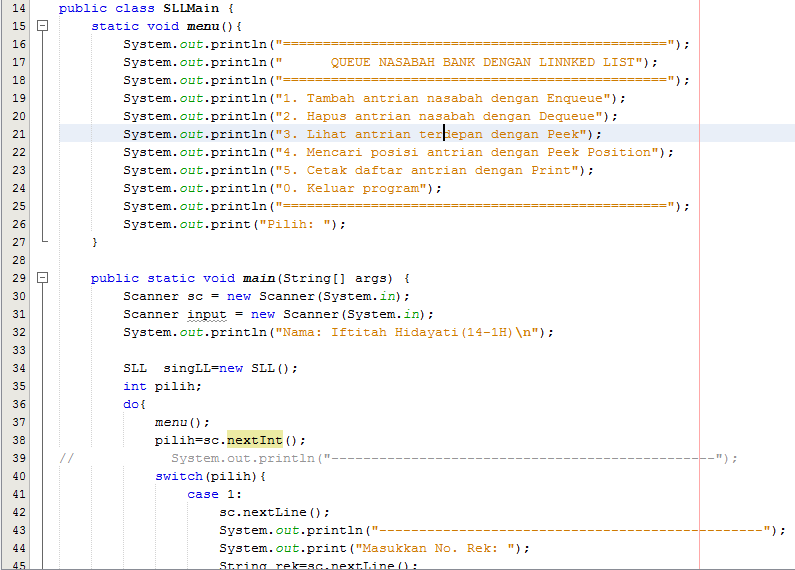 14 public class SLLMain {
15 static void menu(){
16 System.out.println("================================================");
17 System.out.println("      QUEUE NASABAH BANK DENGAN LINNKED LIST");
18 System.out.println("================================================");
19 System.out.println("1. Tambah antrian nasabah dengan Enqueue");
20 System.out.println("2. Hapus antrian nasabah dengan Dequeue");
21 System.out.println("3. Lihat antrian terdepan dengan Peek");
22 System.out.println("4. Mencari posisi antrian dengan Peek Position");
23 System.out.println("5. Cetak daftar antrian dengan Print");
24 System.out.println("0. Keluar program");
25 System.out.println("================================================");
26 System.out.print("Pilih: ");
27 }
28
29 public static void main(String[] args) {
30 Scanner sc = new Scanner(System.in);
31 Scanner input = new Scanner(System.in);
32 System.out.println("Nama: Iftitah Hidayati(14-1H)\n");
33
34 SLL  singLL=new SLL();
35 int pilih;
36 do{
37 menu();
38 pilih=sc.nextInt();
39 //            System.out.println("------------------------------------------------");
40 switch(pilih){
41 case 1:
42 sc.nextLine();
43 System.out.println("------------------------------------------------");
44 System.out.print("Masukkan No. Rek: ");
45 String rek=sc.nextLine();